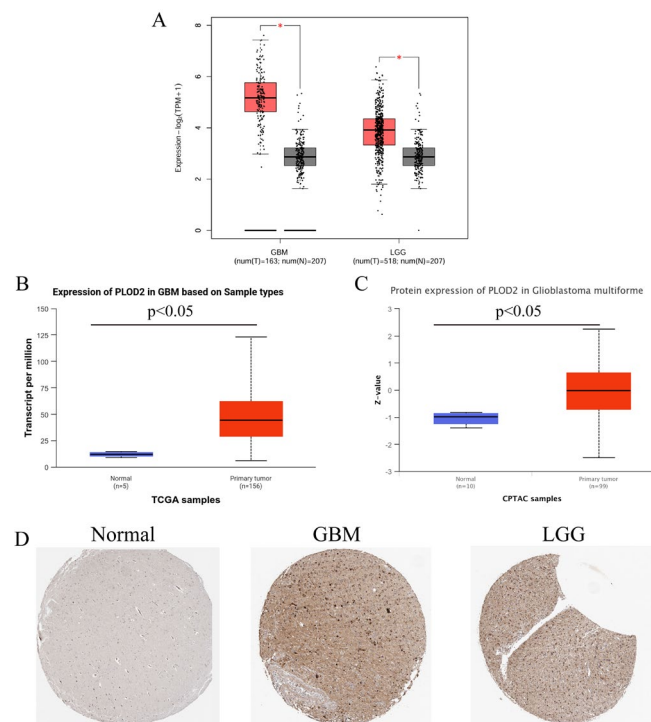 A
8
6
4
2
0
Expression−log₂(TPM+1)
*
*
GBM
(num(T)=163; num(N)=207)
LGG
(num(T)=518; num(N)=207)
B
Expression of PLOD2 in GBM based on Sample types
p<0.05
150
125
100
75
50
25
0
Transcript per million
Normal
(n=5)
Primary tumor
(n=156)
TCGA samples
C
Protein expression of PLOD2 in Glioblastoma multiforme
p<0.05
3
2
1
0
-1
-2
-3
Z-value
Normal
(n=10)
Primary tumor
(n=99)
CPTAC samples
D
Normal
GBM
LGG